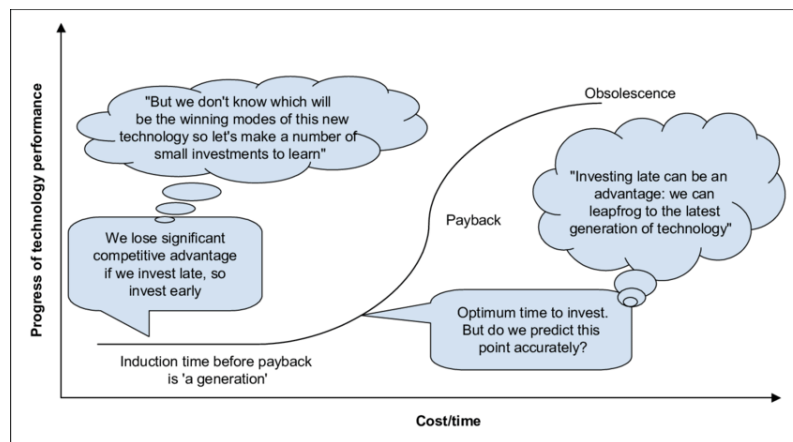 Progress of technology performance
"But we don't know which will
be the winning modes of this new
technology so let's make a number of
small investments to learn"
We lose significant
competitive advantage
if we invest late, so
invest early
Induction time before payback
is 'a generation'
Obsolescence
Payback
"Investing late can be an
advantage: we can
leapfrog to the latest
generation of technology"
Optimum time to invest.
But do we predict this
point accurately?
Cost/time